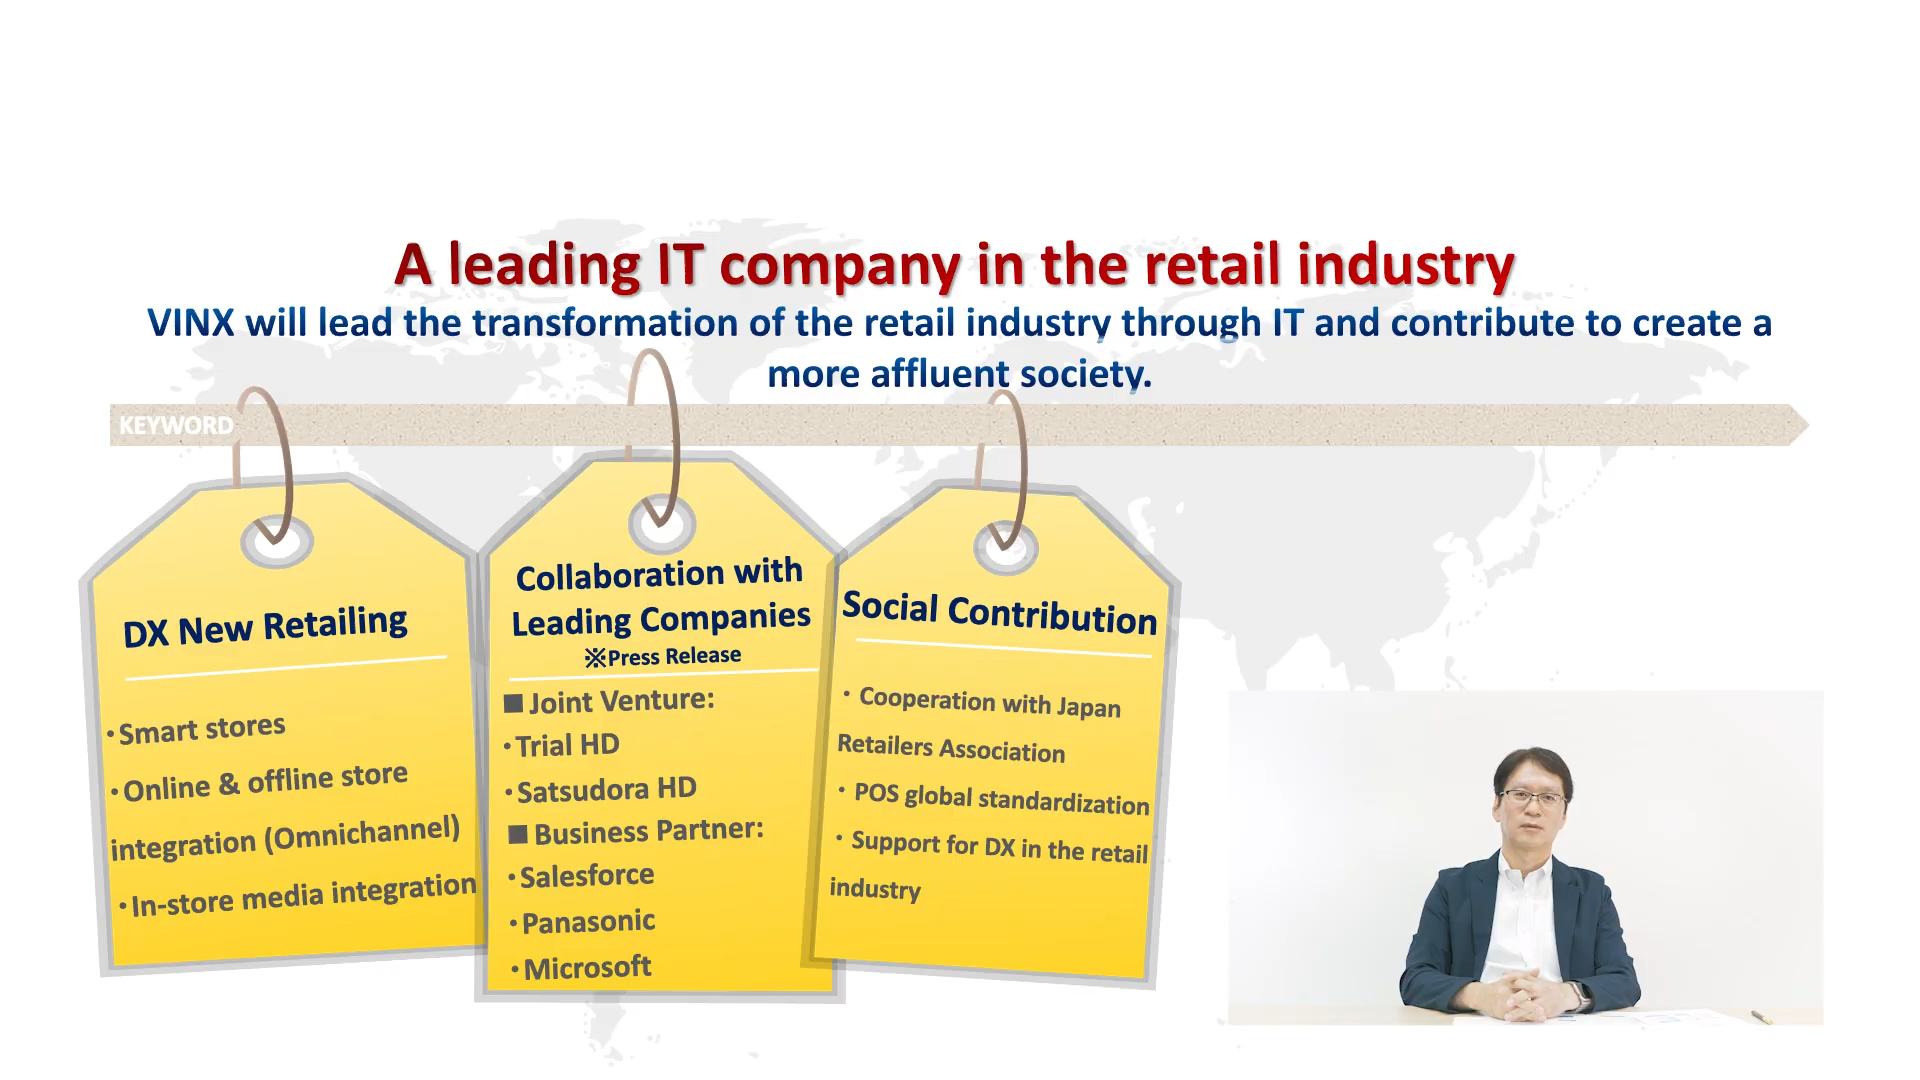 A leading IT company in the retail industry
VINX will lead the transformation of the retail industry through IT and contribute to create a
more affluent society.
KEYWORD
DX New Retailing
・Smart stores
・Online & offline store
integration (Omnichannel)
・In-store media integration
Collaboration with
Leading Companies
※Press Release
■ Joint Venture:
・Trial HD
・Satsudora HD
■ Business Partner:
・Salesforce
・Panasonic
・Microsoft
Social Contribution
・ Cooperation with Japan
Retailers Association
・ POS global standardization
・ Support for DX in the retail
industry